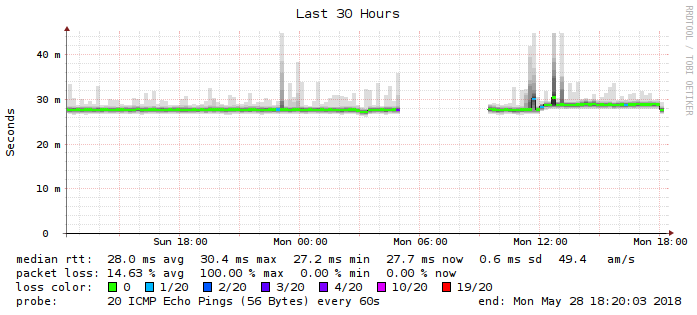 Last 30 Hours
RRDTOOL / TOBI OETIKER
Seconds
40 m
30 m
20 m
10 m
0
Sun 18:00 Mon 00:00 Mon 06:00 Mon 12:00 Mon 18:00
median rtt: 28.0 ms avg 30.4 ms max 27.2 ms min 27.7 ms now 0.6 ms sd 49.4 am/s
packet loss: 14.63 % avg 100.00 % max 0.00 % min 0.00 % now
loss color: 0 1/20 2/20 3/20 4/20 10/20 19/20
probe: 20 ICMP Echo Pings (56 Bytes) every 60s end: Mon May 28 18:20:03 2018